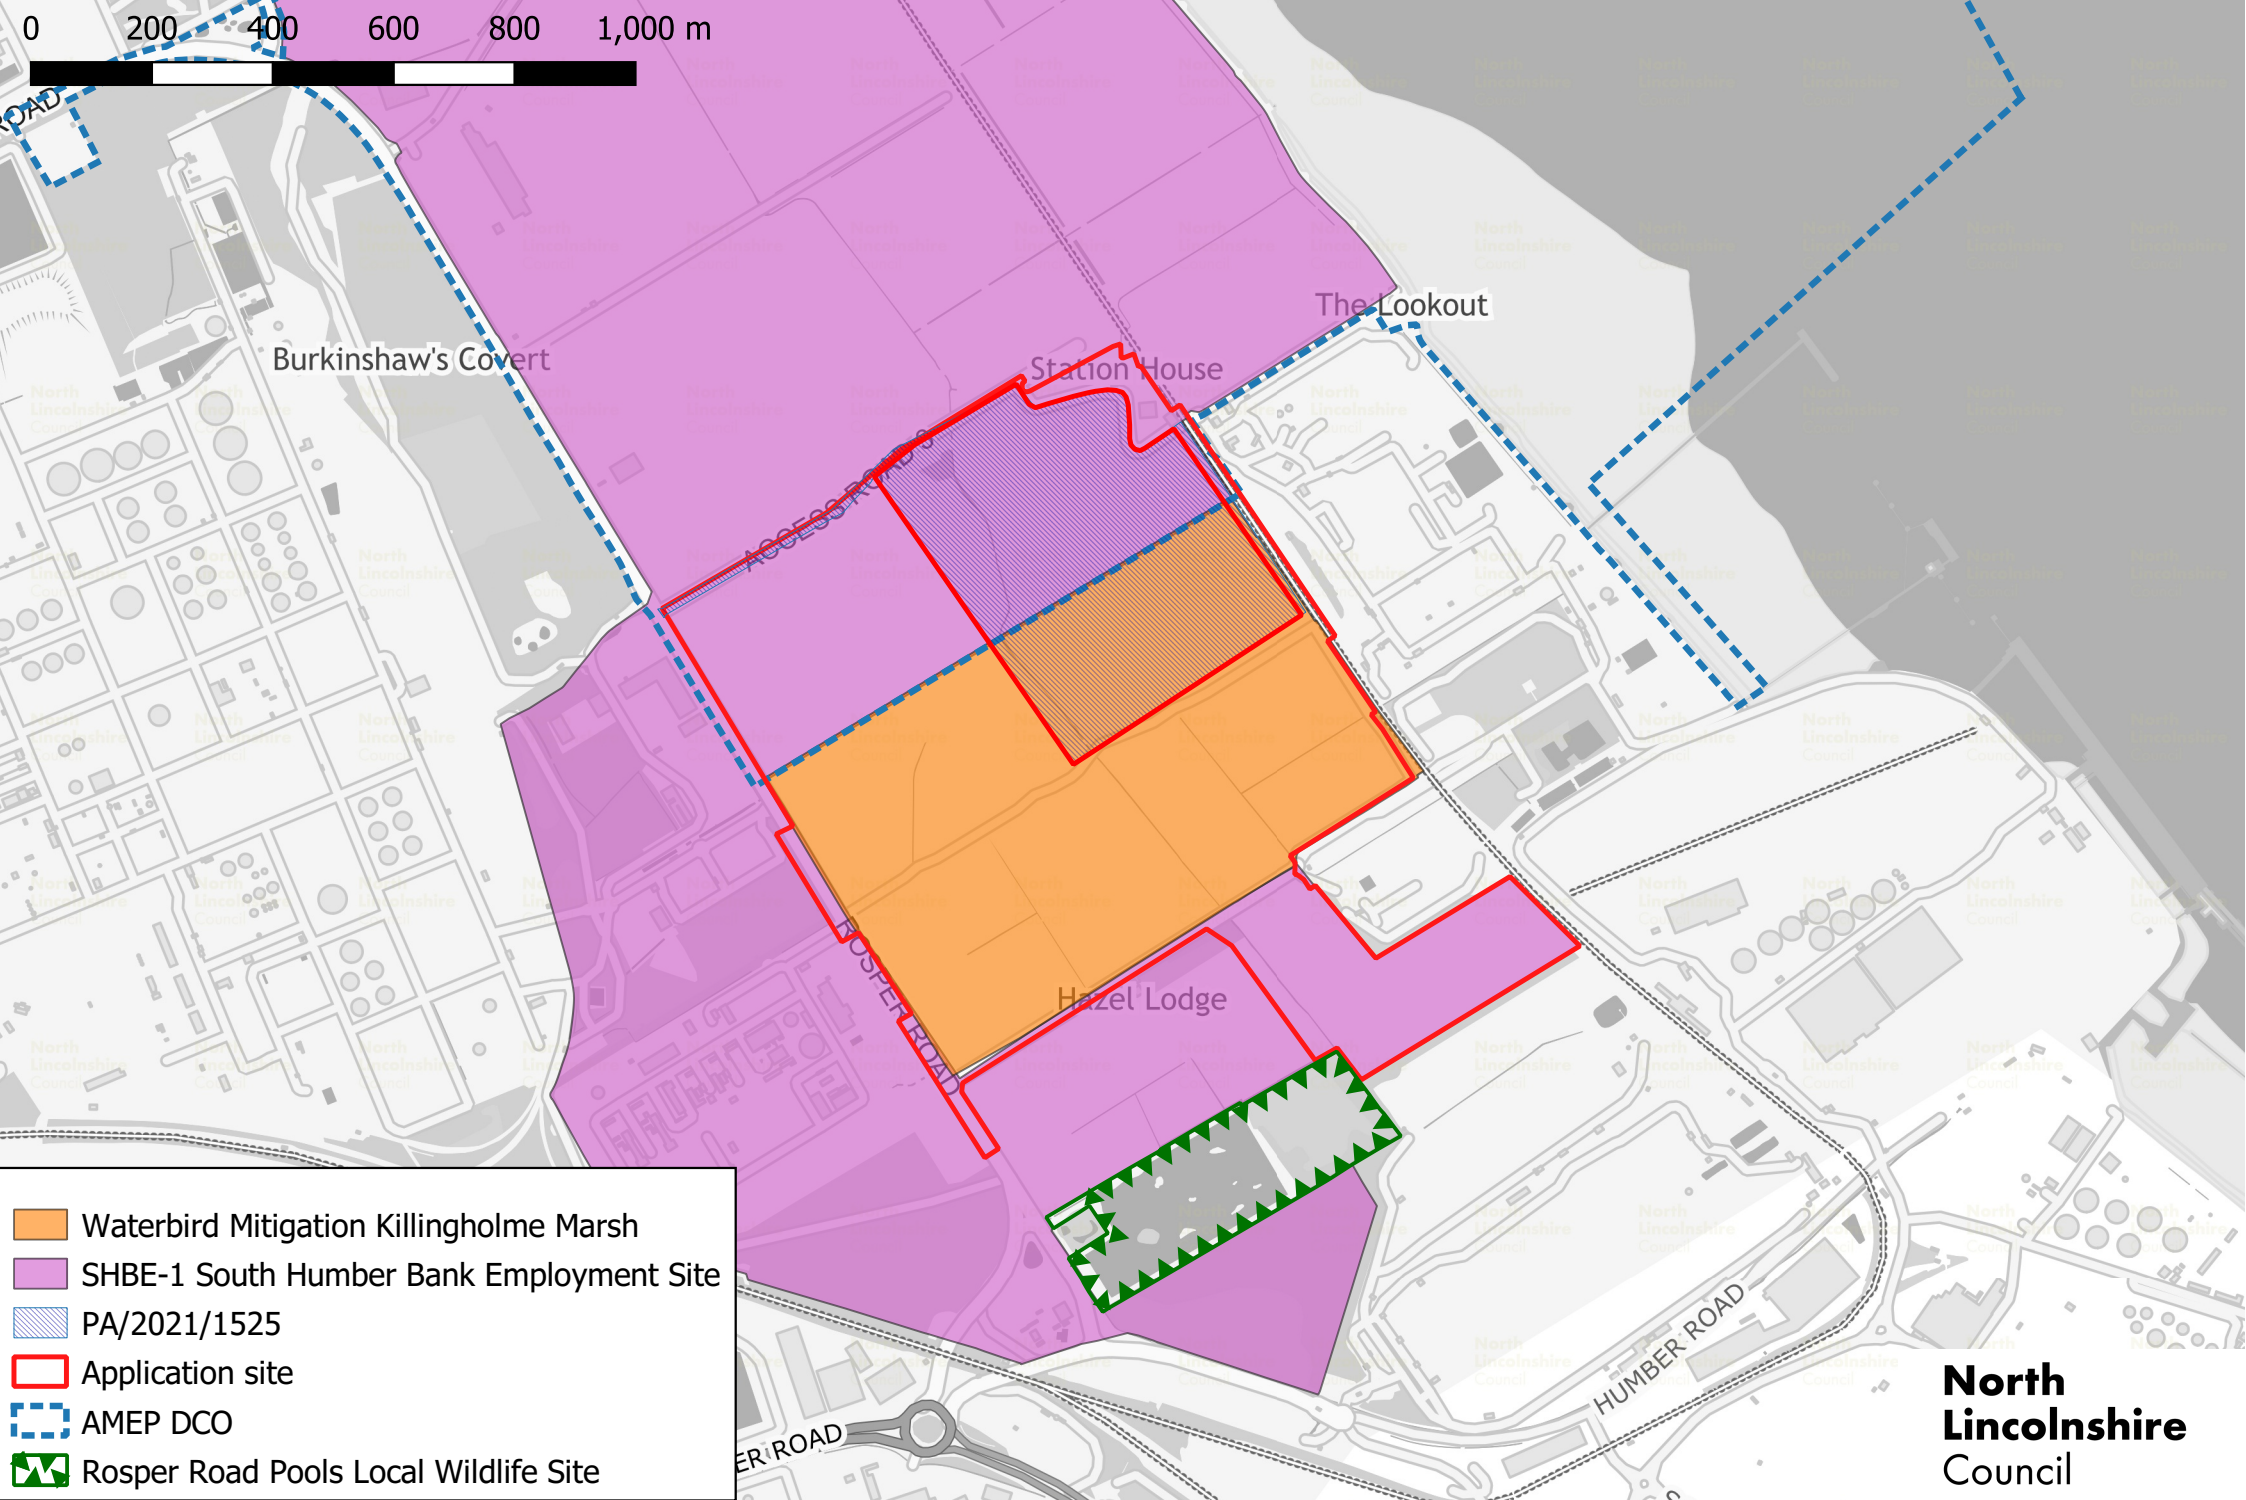 0 200 400 600 800 1,000 m
ROAD
The Lookout
Burkinshaw's Covert
Station House
ACCESS ROAD S
ROSPER ROAD
Hazel Lodge
HUMBER ROAD
ER ROAD
Waterbird Mitigation Killingholme Marsh
SHBE-1 South Humber Bank Employment Site
PA/2021/1525
Application site
AMEP DCO
Rosper Road Pools Local Wildlife Site
North
Lincolnshire
Council